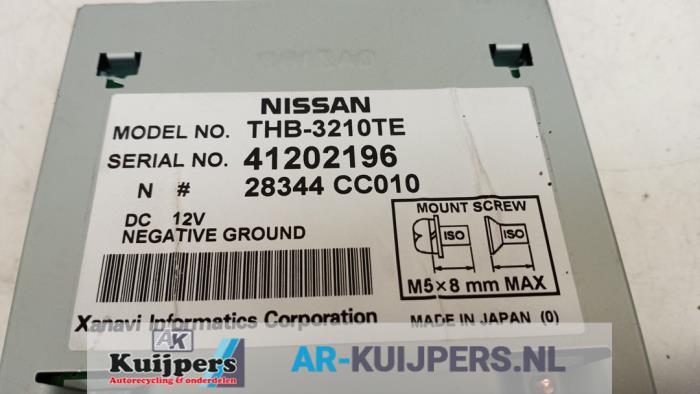 NISSAN
MODEL NO. THB-3210TE
SERIAL NO. 41202196
N # 28344 CC010
DC 12V
NEGATIVE GROUND
MOUNT SCREW
ISO ISO
M5×8 mm MAX
Xanavi Informatics Corporation
MADE IN JAPAN (0)
AK
Kuijpers
Autorecycling & onderdelen
AR-KUIJPERS.NL